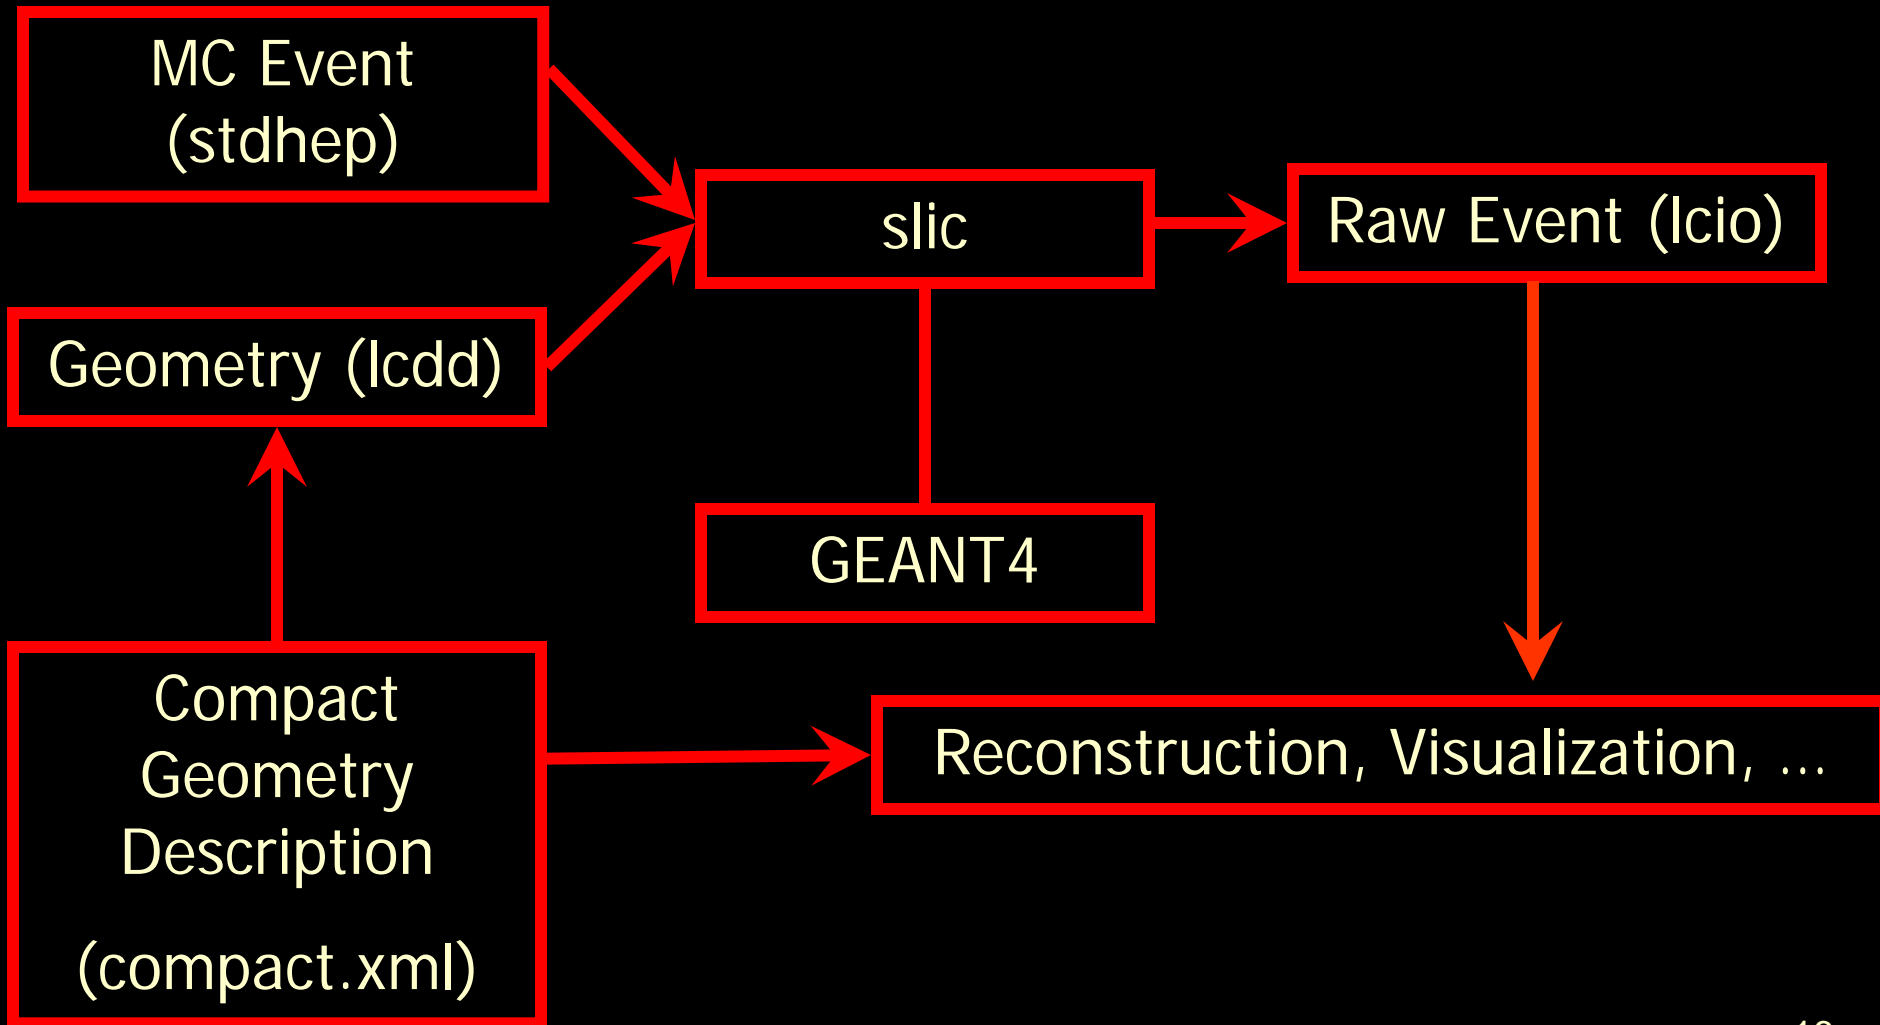 MC Event
(stdhep)
slic
Raw Event (lcio)
Geometry (lcdd)
GEANT4
Compact
Geometry
Description
(compact.xml)
Reconstruction, Visualization, ...